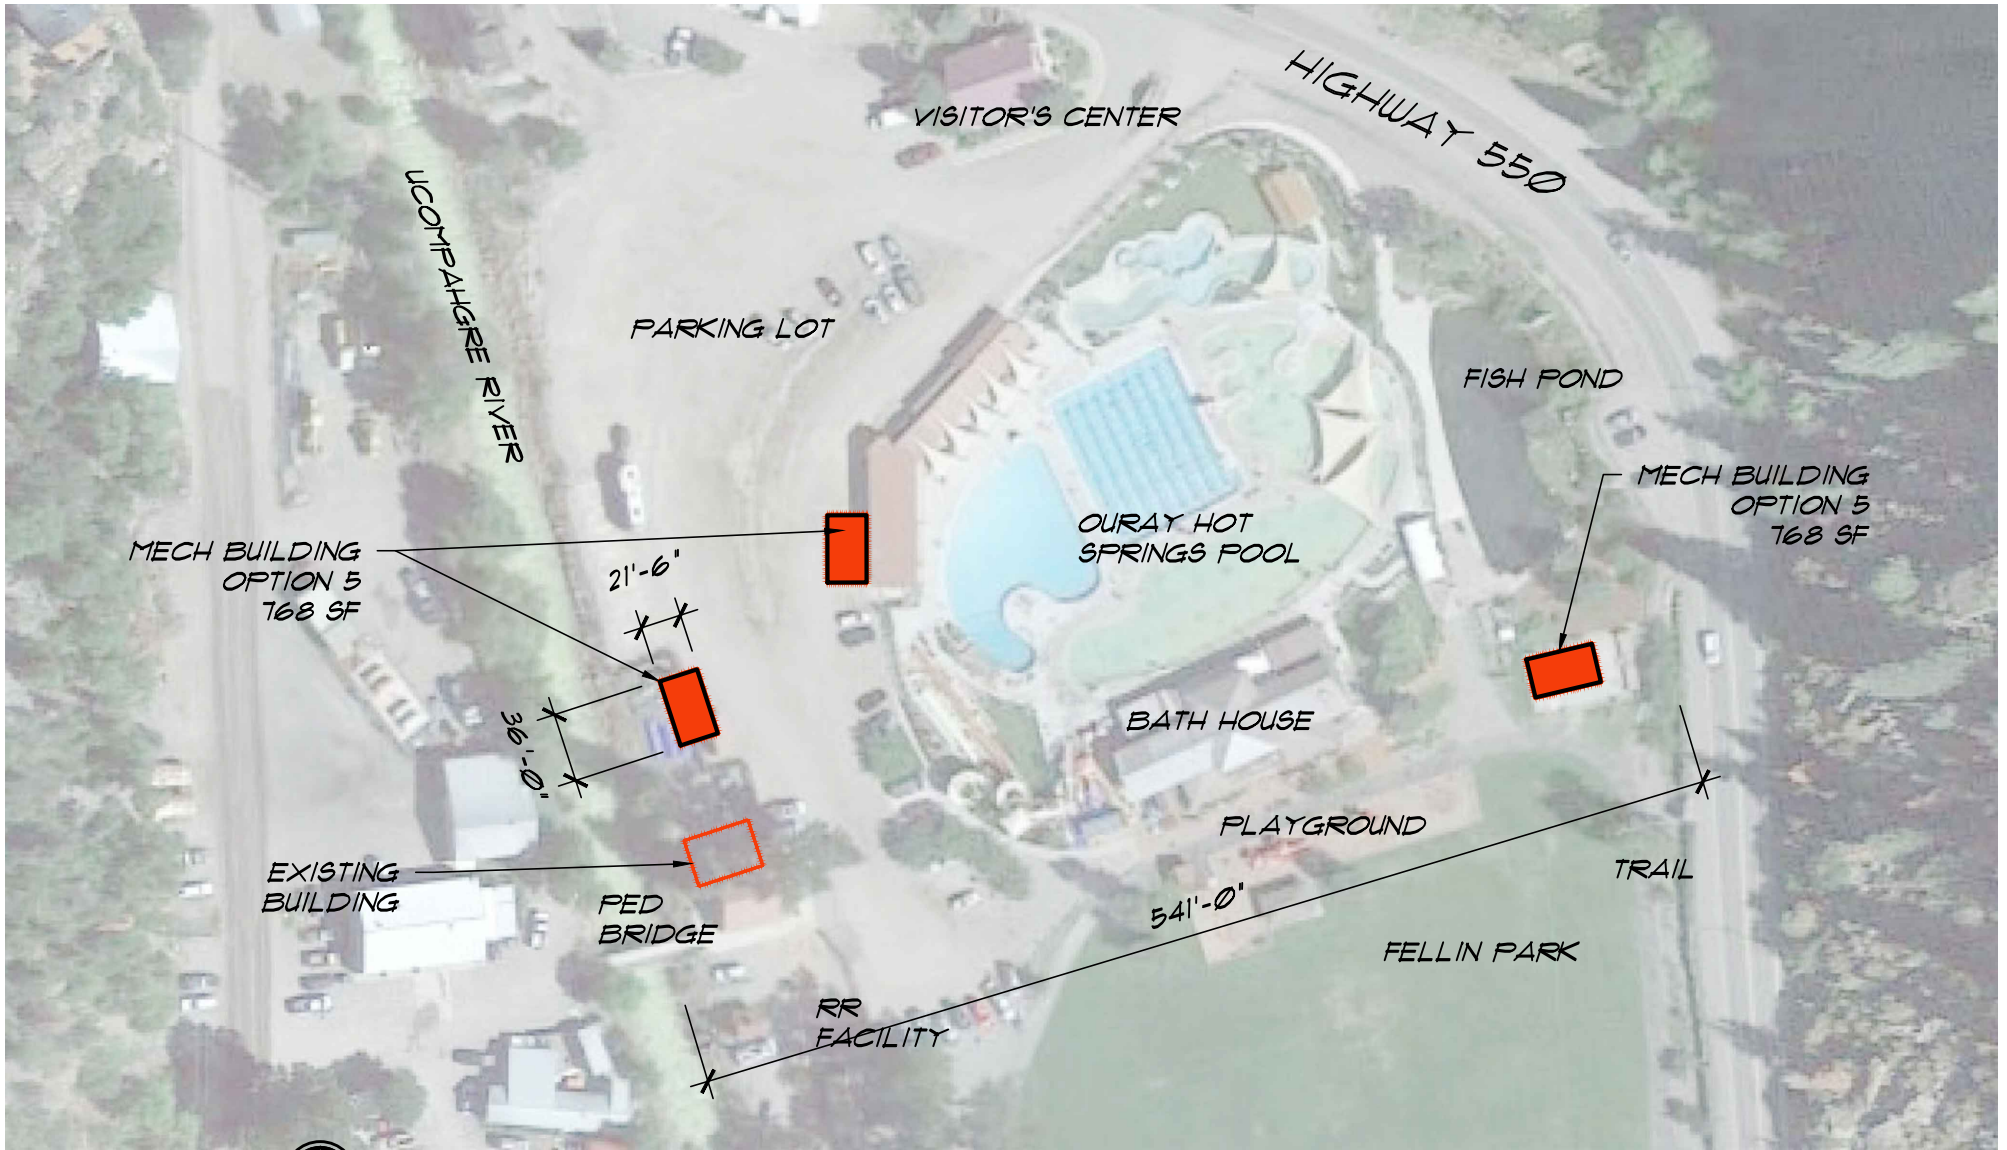 HIGHWAY 550
VISITOR'S CENTER
UCOMPAHGRE RIVER
PARKING LOT
FISH POND
MECH BUILDING
OPTION 5
768 SF
OURAY HOT
SPRINGS POOL
MECH BUILDING
OPTION 5
768 SF
21'-6"
36'-0"
BATH HOUSE
PLAYGROUND
TRAIL
EXISTING
BUILDING
PED
BRIDGE
541'-0"
FELLIN PARK
RR
FACILITY